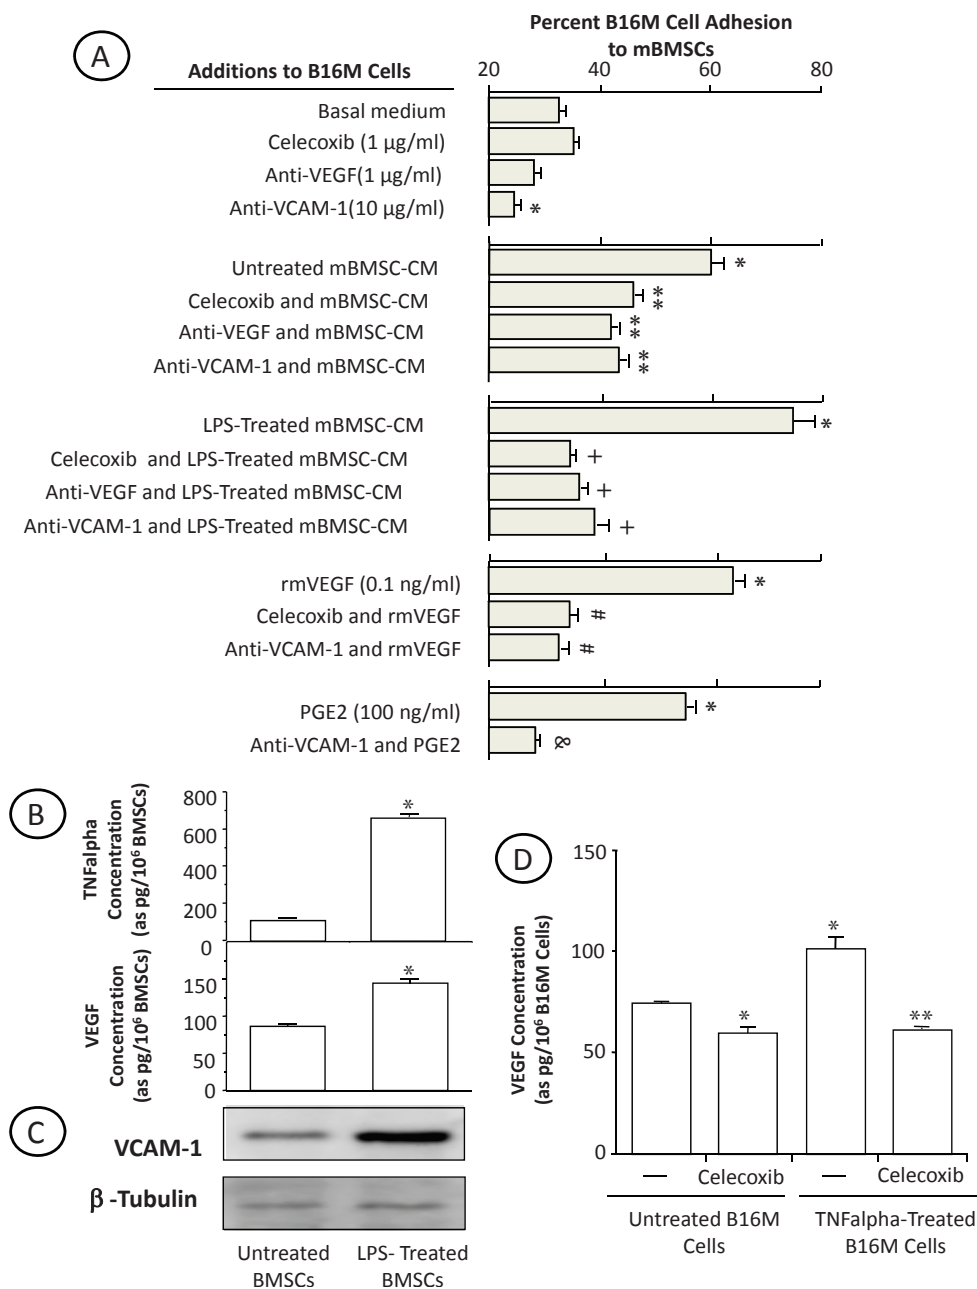 A
Percent B16M Cell Adhesion
to mBMSCs
Additions to B16M Cells
20 40 60 80
Basal medium
Celecoxib (1 µg/ml)
Anti-VEGF(1 µg/ml)
Anti-VCAM-1(10 µg/ml) *
Untreated mBMSC-CM *
Celecoxib and mBMSC-CM **
Anti-VEGF and mBMSC-CM **
Anti-VCAM-1 and mBMSC-CM **
LPS-Treated mBMSC-CM *
Celecoxib and LPS-Treated mBMSC-CM +
Anti-VEGF and LPS-Treated mBMSC-CM +
Anti-VCAM-1 and LPS-Treated mBMSC-CM +
rmVEGF (0.1 ng/ml) *
Celecoxib and rmVEGF #
Anti-VCAM-1 and rmVEGF #
PGE2 (100 ng/ml) *
Anti-VCAM-1 and PGE2 &
B
TNFalpha
Concentration
(as pg/10⁶ BMSCs)
800
600
400
200
0
*
VEGF
Concentration
(as pg/10⁶ BMSCs)
150
100
50
0
*
C
VCAM-1
β -Tubulin
Untreated
BMSCs
LPS- Treated
BMSCs
D
VEGF Concentration
(as pg/10⁶ B16M Cells)
150
100
50
0
*
*
**
— Celecoxib — Celecoxib
Untreated B16M
Cells
TNFalpha-Treated
B16M Cells